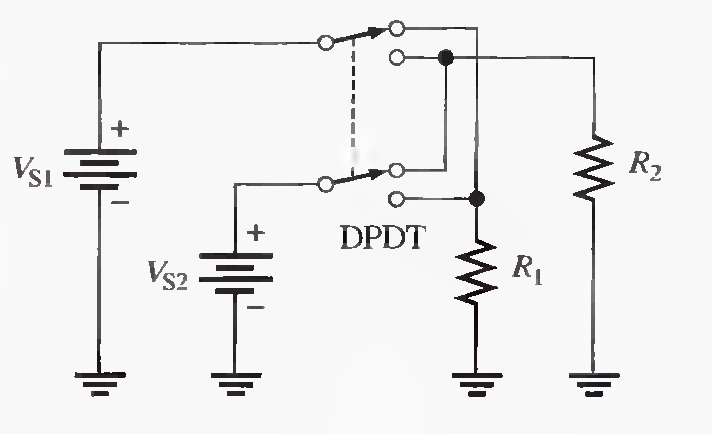 +
V_S1
−
+
V_S2
−
DPDT
R_1
R_2